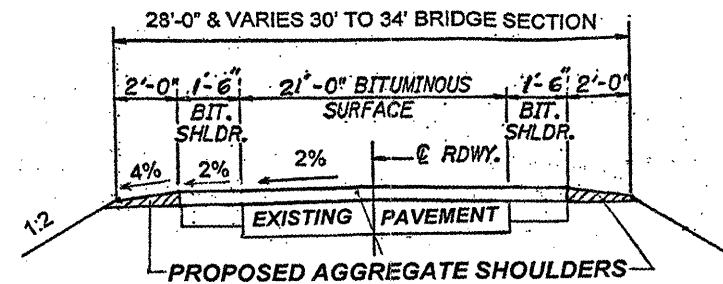 28'-0" & VARIES 30' TO 34' BRIDGE SECTION
2'-0" 1'-6" 21'-0" BITUMINOUS 1'-6" 2'-0"
BIT. SURFACE BIT.
SHLDR. SHLDR.
4% 2% 2% ℄ RDWY.
1:2
EXISTING PAVEMENT
PROPOSED AGGREGATE SHOULDERS